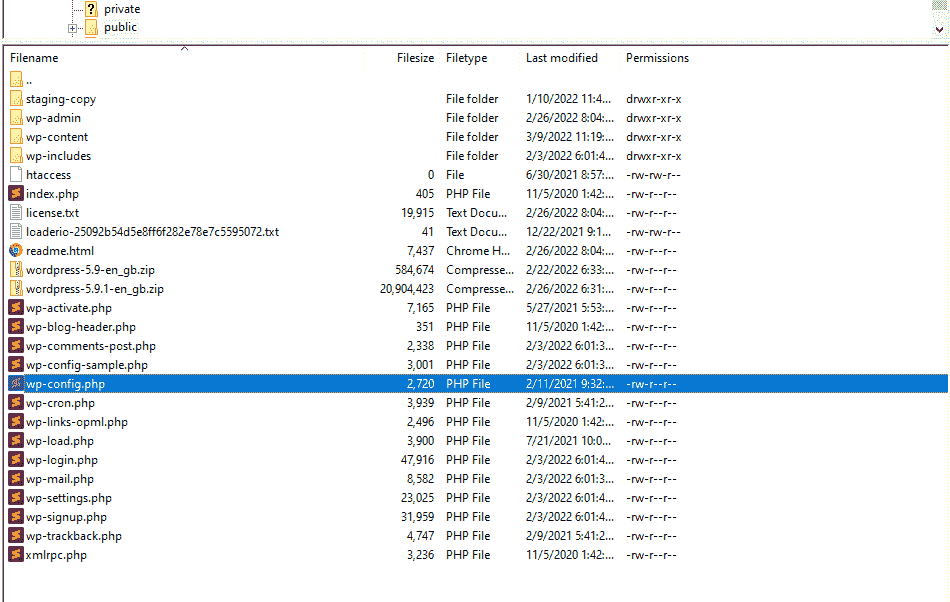 private
public
Filename Filesize Filetype Last modified Permissions
..
staging-copy File folder 1/10/2022 11:4... drwxr-xr-x
wp-admin File folder 2/26/2022 8:04:... drwxr-xr-x
wp-content File folder 3/9/2022 11:19:... drwxr-xr-x
wp-includes File folder 2/3/2022 6:01:4... drwxr-xr-x
htaccess 0 File 6/30/2021 8:57:... -rw-rw-r--
index.php 405 PHP File 11/5/2020 1:42:... -rw-r--r--
license.txt 19,915 Text Docu... 2/26/2022 8:04:... -rw-r--r--
loaderio-25092b54d5e8ff6f282e78e7c5595072.txt 41 Text Docu... 12/22/2021 9:1... -rw-rw-r--
readme.html 7,437 Chrome H... 2/26/2022 8:04:... -rw-r--r--
wordpress-5.9-en_gb.zip 584,674 Compresse... 2/22/2022 6:33:... -rw-r--r--
wordpress-5.9.1-en_gb.zip 20,904,423 Compresse... 2/26/2022 6:31:... -rw-r--r--
wp-activate.php 7,165 PHP File 5/27/2021 5:53:... -rw-r--r--
wp-blog-header.php 351 PHP File 11/5/2020 1:42:... -rw-r--r--
wp-comments-post.php 2,338 PHP File 2/3/2022 6:01:3... -rw-r--r--
wp-config-sample.php 3,001 PHP File 2/3/2022 6:01:3... -rw-r--r--
wp-config.php 2,720 PHP File 2/11/2021 9:32:... -rw-r--r--
wp-cron.php 3,939 PHP File 2/9/2021 5:41:2... -rw-r--r--
wp-links-opml.php 2,496 PHP File 11/5/2020 1:42:... -rw-r--r--
wp-load.php 3,900 PHP File 7/21/2021 10:0... -rw-r--r--
wp-login.php 47,916 PHP File 2/3/2022 6:01:4... -rw-r--r--
wp-mail.php 8,582 PHP File 2/3/2022 6:01:3... -rw-r--r--
wp-settings.php 23,025 PHP File 2/3/2022 6:01:4... -rw-r--r--
wp-signup.php 31,959 PHP File 2/3/2022 6:01:4... -rw-r--r--
wp-trackback.php 4,747 PHP File 2/9/2021 5:41:2... -rw-r--r--
xmlrpc.php 3,236 PHP File 11/5/2020 1:42:... -rw-r--r--